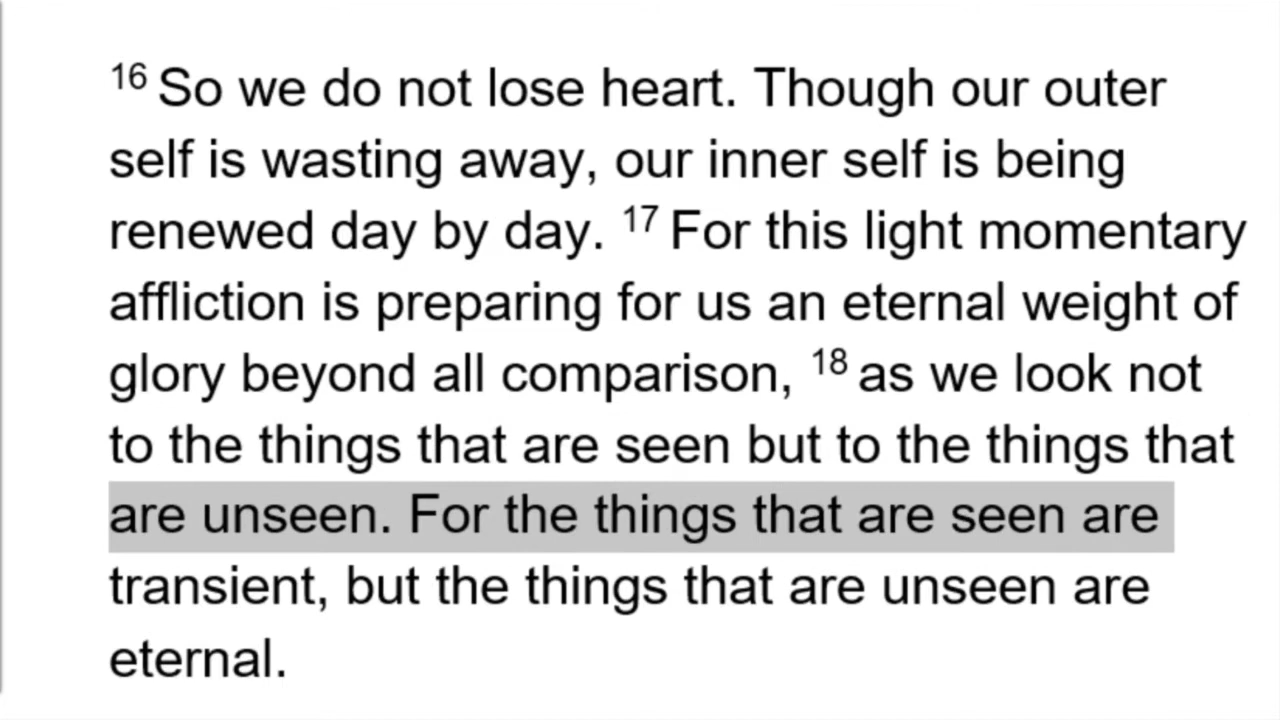 16 So we do not lose heart. Though our outer
self is wasting away, our inner self is being
renewed day by day. 17 For this light momentary
affliction is preparing for us an eternal weight of
glory beyond all comparison, 18 as we look not
to the things that are seen but to the things that
are unseen. For the things that are seen are
transient, but the things that are unseen are
eternal.